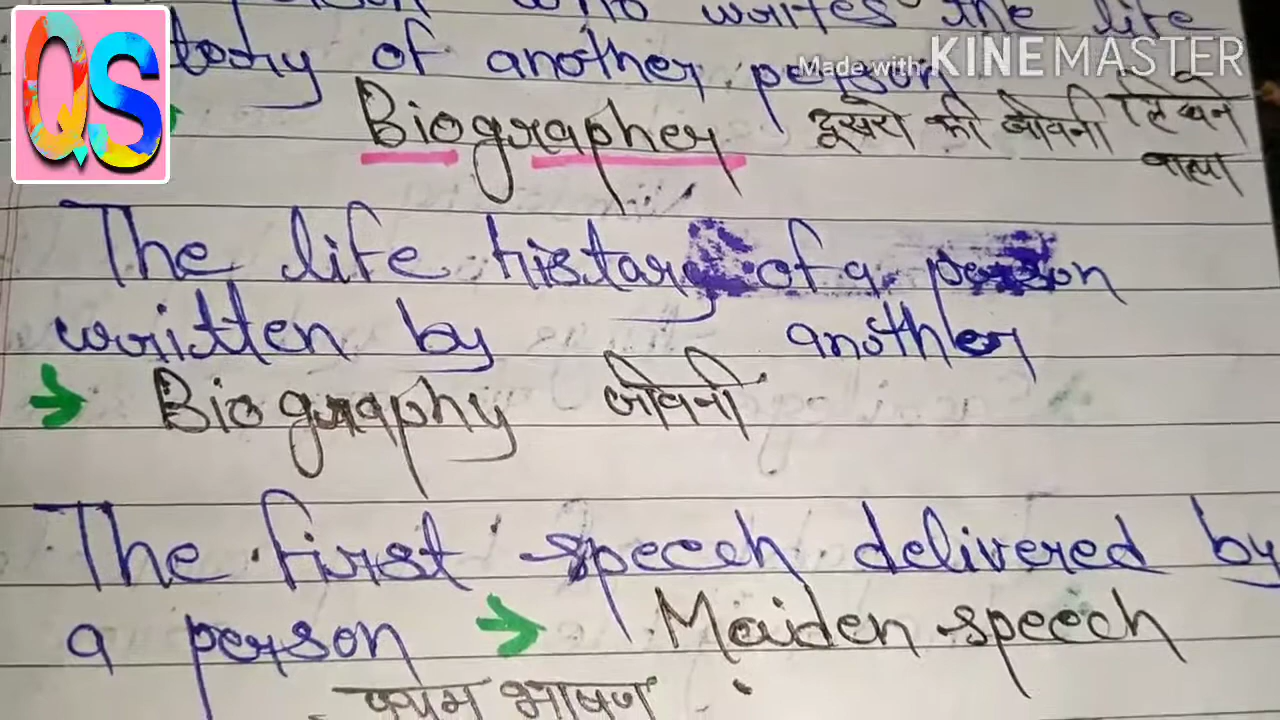 who writes the life
history of another person
Made with KINEMASTER
QS
Biographer दूसरो की जीवनी लिखने
वाला
The life history of a person
written by another
Biography जीवनी
The first speech delivered by
a person → Maiden speech
प्रथम भाषण